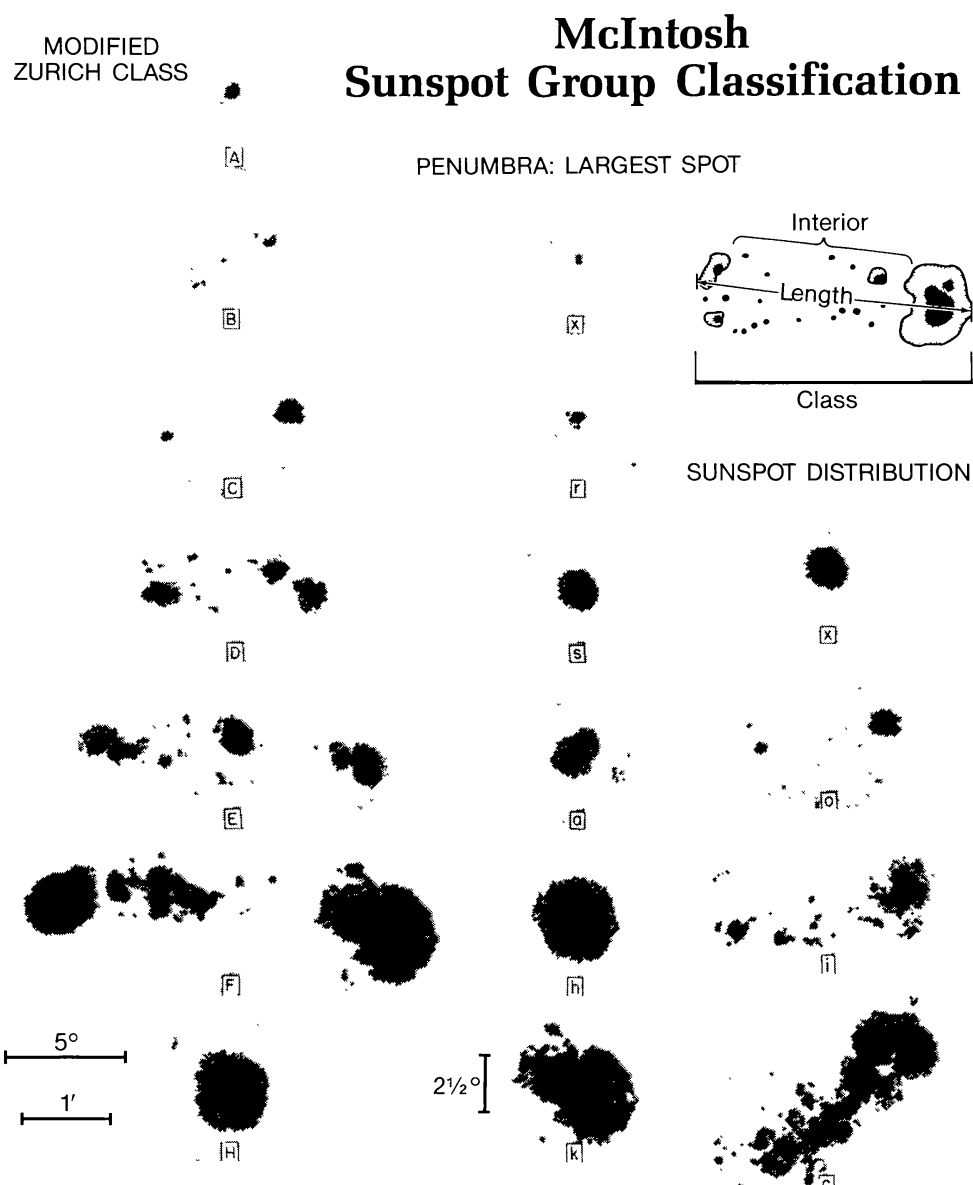 MODIFIED
ZURICH CLASS
McIntosh
Sunspot Group Classification
PENUMBRA: LARGEST SPOT
Interior
Length
Class
SUNSPOT DISTRIBUTION
A
B
C
D
E
F
H
x
r
s
a
h
k
x
o
i
c
5°
1′
2½°